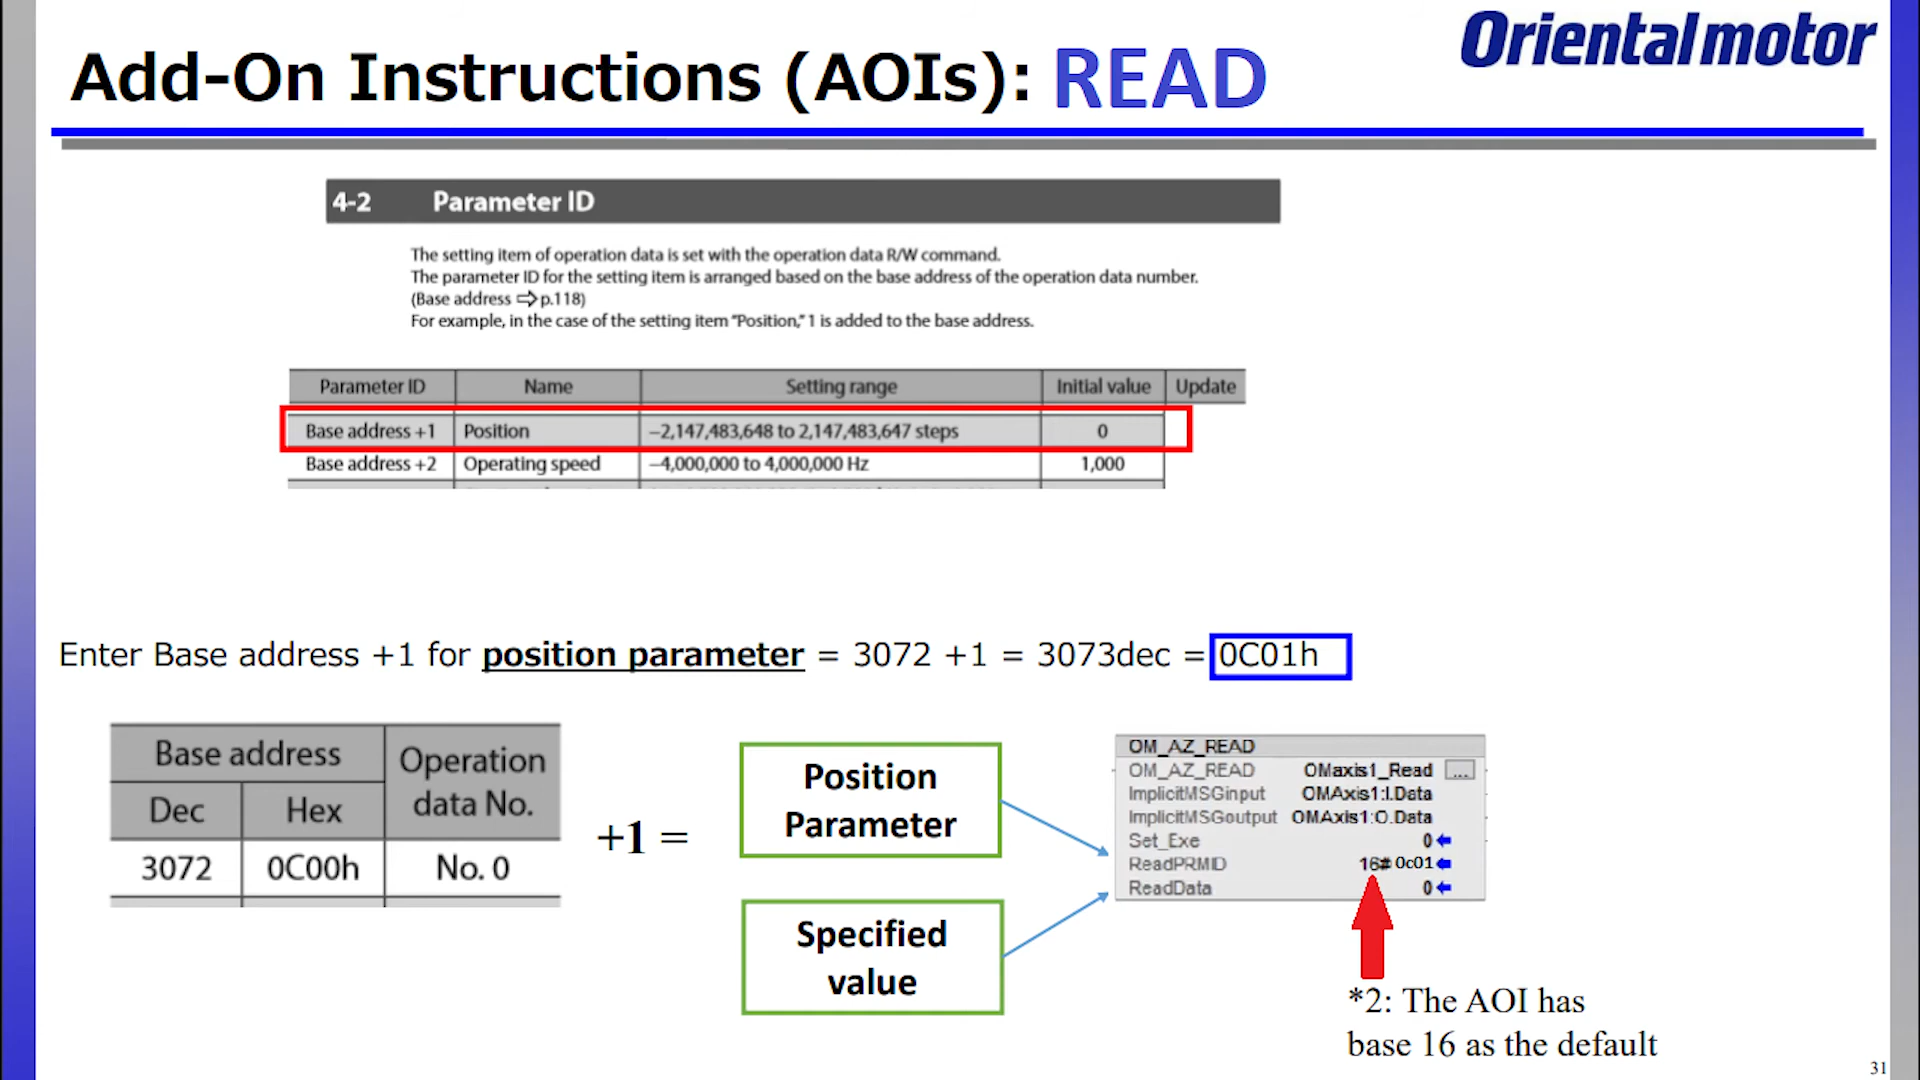 Orientalmotor
Add-On Instructions (AOIs): READ
4-2 Parameter ID
The setting item of operation data is set with the operation data R/W command.
The parameter ID for the setting item is arranged based on the base address of the operation data number.
(Base address ⇨ p.118)
For example, in the case of the setting item "Position," 1 is added to the base address.
Parameter ID Name Setting range Initial value Update
Base address +1 Position −2,147,483,648 to 2,147,483,647 steps 0
Base address +2 Operating speed −4,000,000 to 4,000,000 Hz 1,000
Enter Base address +1 for position parameter = 3072 +1 = 3073dec = 0C01h
Base address Operation data No.
Dec Hex
3072 0C00h No. 0
+1 =
Position
Parameter
Specified
value
OM_AZ_READ
OM_AZ_READ OMaxis1_Read ...
ImplicitMSGinput OMAxis1:I.Data
ImplicitMSGoutput OMAxis1:O.Data
Set_Exe 0
ReadPRMID 16# 0c01
ReadData 0
*2: The AOI has
base 16 as the default
31